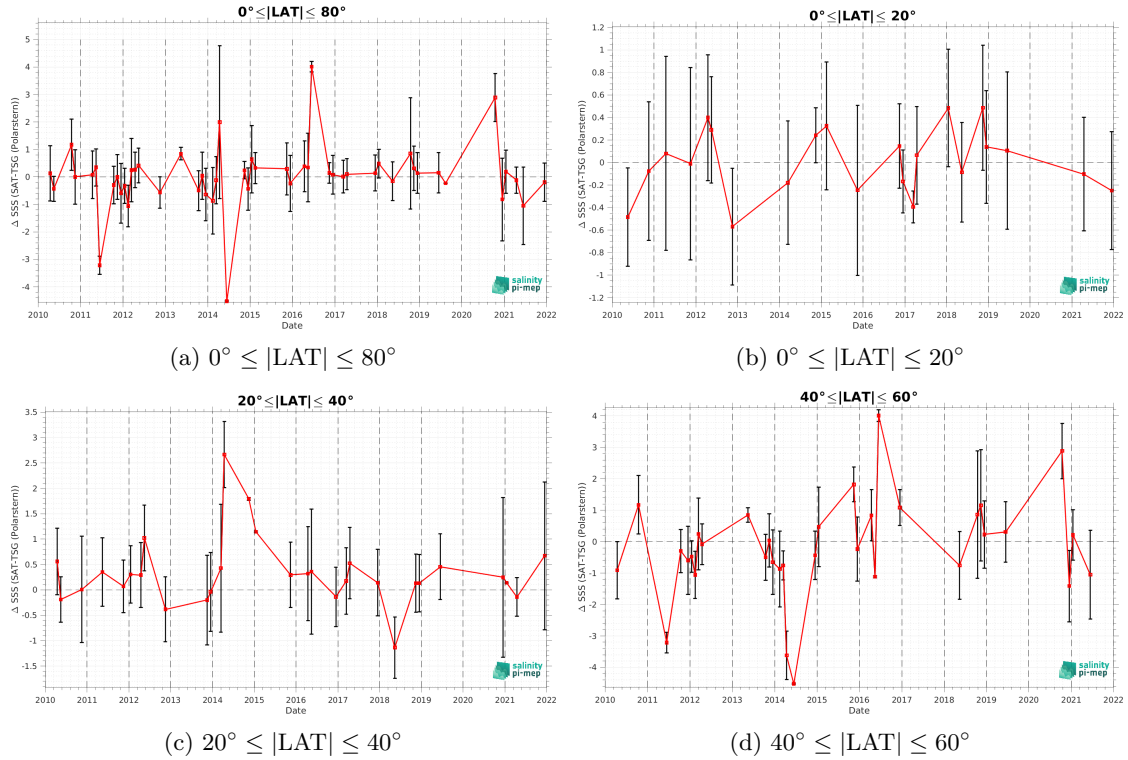 0°≤|LAT|≤ 80°
Δ SSS (SAT-TSG (Polarstern))
5
4
3
2
1
0
-1
-2
-3
-4
2010 2011 2012 2013 2014 2015 2016 2017 2018 2019 2020 2021 2022
Date
salinity
pi-mep
(a) 0° ≤ |LAT| ≤ 80°
0°≤|LAT|≤ 20°
Δ SSS (SAT-TSG (Polarstern))
1.2
1
0.8
0.6
0.4
0.2
0
-0.2
-0.4
-0.6
-0.8
-1
-1.2
2010 2011 2012 2013 2014 2015 2016 2017 2018 2019 2020 2021 2022
Date
salinity
pi-mep
(b) 0° ≤ |LAT| ≤ 20°
20°≤|LAT|≤ 40°
Δ SSS (SAT-TSG (Polarstern))
3.5
3
2.5
2
1.5
1
0.5
0
-0.5
-1
-1.5
2010 2011 2012 2013 2014 2015 2016 2017 2018 2019 2020 2021 2022
Date
salinity
pi-mep
(c) 20° ≤ |LAT| ≤ 40°
40°≤|LAT|≤ 60°
Δ SSS (SAT-TSG (Polarstern))
4
3
2
1
0
-1
-2
-3
-4
2010 2011 2012 2013 2014 2015 2016 2017 2018 2019 2020 2021 2022
Date
salinity
pi-mep
(d) 40° ≤ |LAT| ≤ 60°